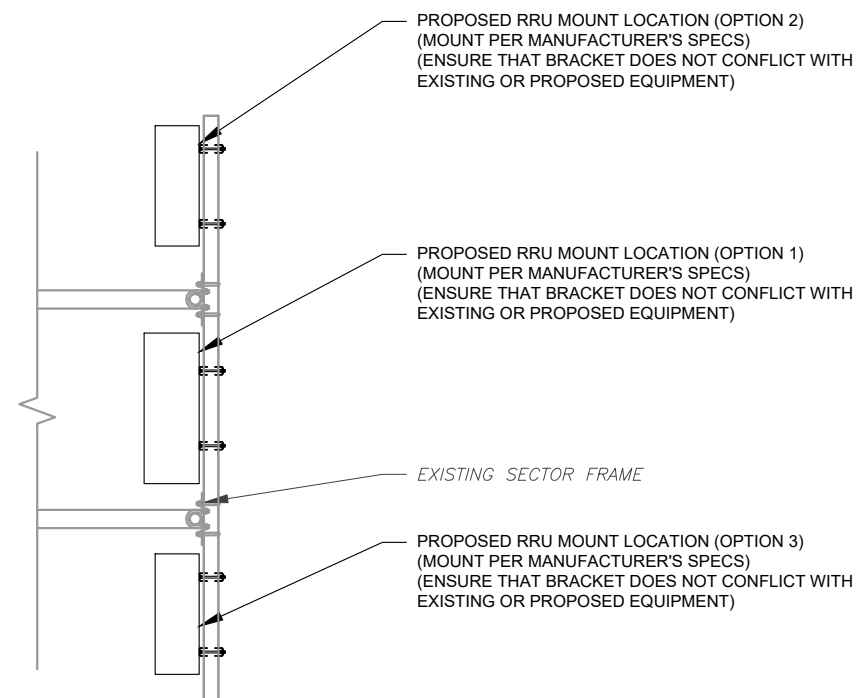 PROPOSED RRU MOUNT LOCATION (OPTION 2)
(MOUNT PER MANUFACTURER'S SPECS)
(ENSURE THAT BRACKET DOES NOT CONFLICT WITH
EXISTING OR PROPOSED EQUIPMENT)
PROPOSED RRU MOUNT LOCATION (OPTION 1)
(MOUNT PER MANUFACTURER'S SPECS)
(ENSURE THAT BRACKET DOES NOT CONFLICT WITH
EXISTING OR PROPOSED EQUIPMENT)
EXISTING SECTOR FRAME
PROPOSED RRU MOUNT LOCATION (OPTION 3)
(MOUNT PER MANUFACTURER'S SPECS)
(ENSURE THAT BRACKET DOES NOT CONFLICT WITH
EXISTING OR PROPOSED EQUIPMENT)